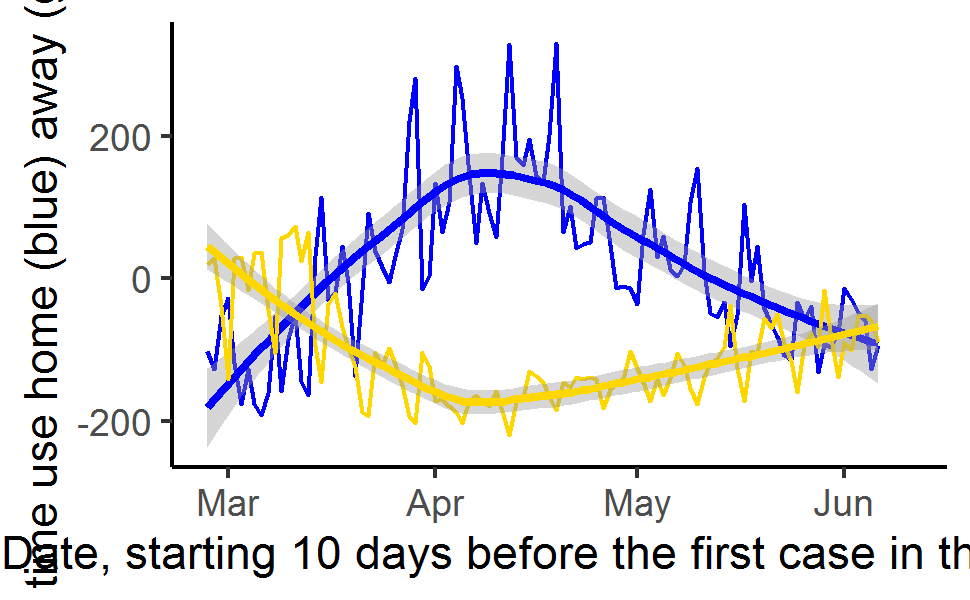 time use home (blue) away (
200
0
-200
Mar Apr May Jun
Date, starting 10 days before the first case in th